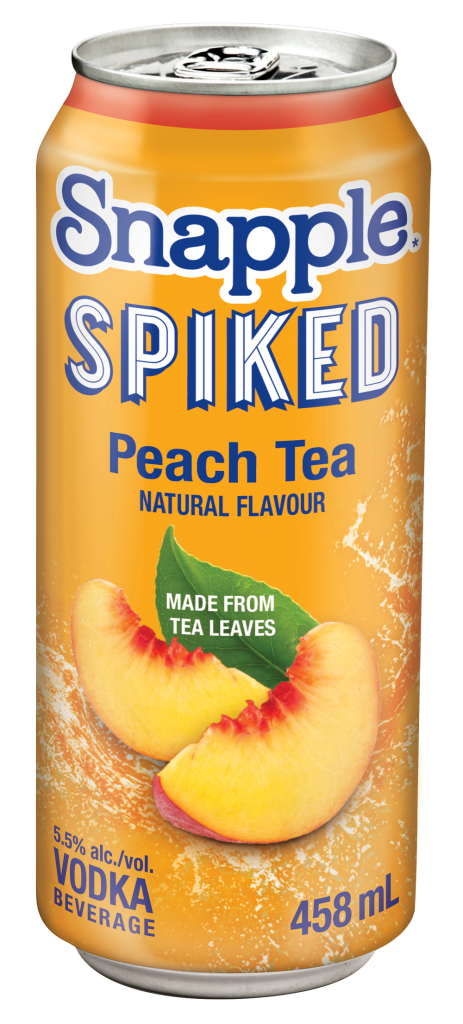 Snapple*
SPIKED
Peach Tea
NATURAL FLAVOUR
MADE FROM
TEA LEAVES
5.5% alc./vol.
VODKA
BEVERAGE
458 mL